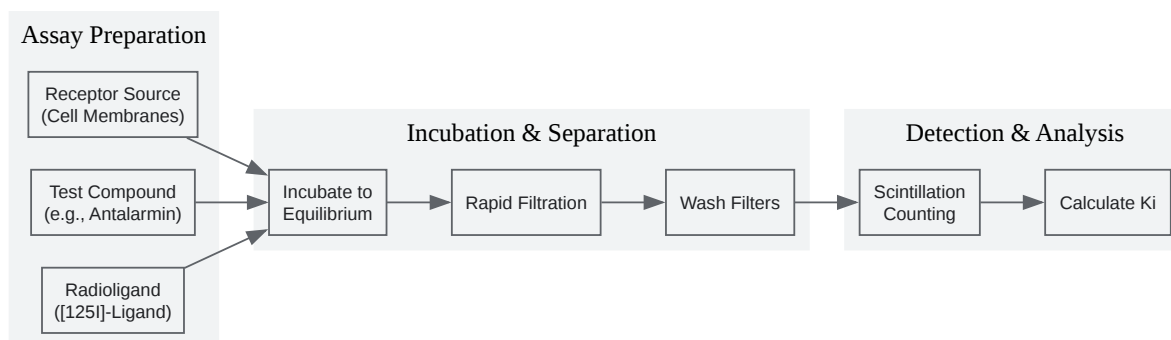 Assay Preparation
Receptor Source
(Cell Membranes)
Test Compound
(e.g., Antalarmin)
Radioligand
([125I]-Ligand)
Incubation & Separation
Incubate to
Equilibrium
Rapid Filtration
Wash Filters
Detection & Analysis
Scintillation
Counting
Calculate Ki